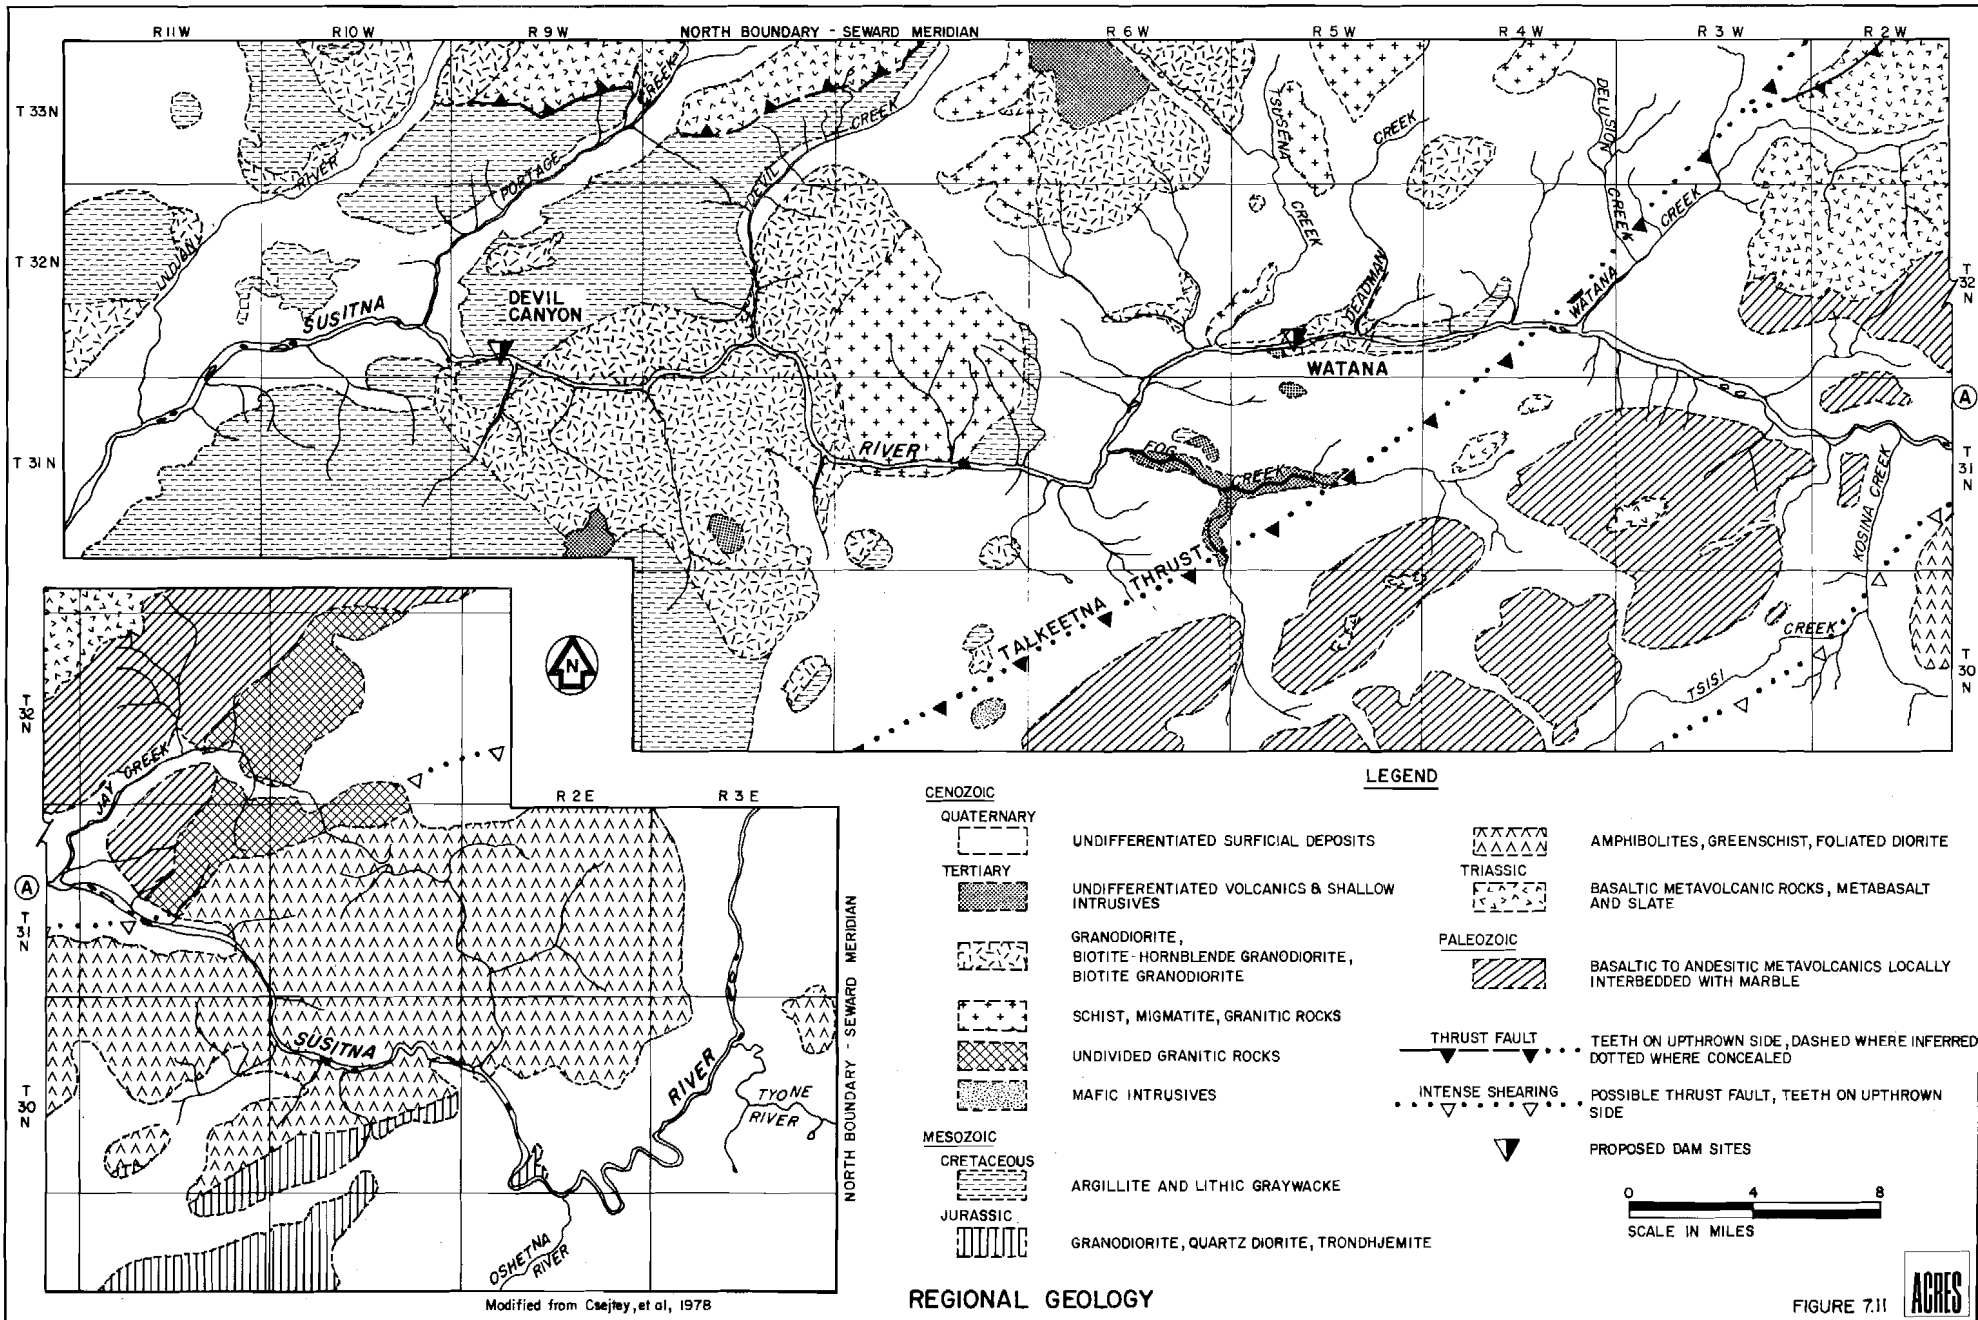 R 11 W R 10 W R 9 W NORTH BOUNDARY - SEWARD MERIDIAN R 6 W R 5 W R 4 W R 3 W R 2 W
T 33 N
CREEK
CREEK
TSUSENA
CREEK
DELUSION
RIVER
PORTAGE
DEVIL
CREEK
CREEK
CREEK
T 32 N
INDIAN
DEVIL
CANYON
SUSITNA
DEADMAN
WATANA
T
32
N
WATANA
A
T 31 N
RIVER
FOG
CREEK
KOSINA CREEK
T
31
N
TALKEETNA THRUST
CREEK
TSISI
T
30
N
N
T
32
N
JAY CREEK
R 2 E R 3 E
A
T
31
N
SUSITNA
RIVER
TYONE
RIVER
T
30
N
OSHETNA
RIVER
NORTH BOUNDARY - SEWARD MERIDIAN
Modified from Csejtey, et al, 1978
LEGEND
CENOZOIC
QUATERNARY
UNDIFFERENTIATED SURFICIAL DEPOSITS
TERTIARY
UNDIFFERENTIATED VOLCANICS & SHALLOW
INTRUSIVES
GRANODIORITE,
BIOTITE-HORNBLENDE GRANODIORITE,
BIOTITE GRANODIORITE
SCHIST, MIGMATITE, GRANITIC ROCKS
UNDIVIDED GRANITIC ROCKS
MAFIC INTRUSIVES
MESOZOIC
CRETACEOUS
ARGILLITE AND LITHIC GRAYWACKE
JURASSIC
GRANODIORITE, QUARTZ DIORITE, TRONDHJEMITE
AMPHIBOLITES, GREENSCHIST, FOLIATED DIORITE
TRIASSIC
BASALTIC METAVOLCANIC ROCKS, METABASALT
AND SLATE
PALEOZOIC
BASALTIC TO ANDESITIC METAVOLCANICS LOCALLY
INTERBEDDED WITH MARBLE
THRUST FAULT
TEETH ON UPTHROWN SIDE, DASHED WHERE INFERRED
DOTTED WHERE CONCEALED
INTENSE SHEARING
POSSIBLE THRUST FAULT, TEETH ON UPTHROWN
SIDE
PROPOSED DAM SITES
0 4 8
SCALE IN MILES
REGIONAL GEOLOGY
FIGURE 7.11
ACRES